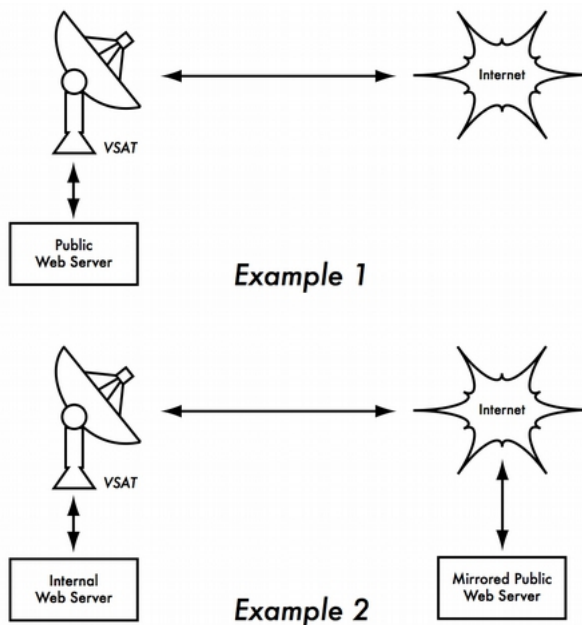 Internet
VSAT
Public
Web Server
Example 1
Internet
VSAT
Internal
Web Server
Mirrored Public
Web Server
Example 2